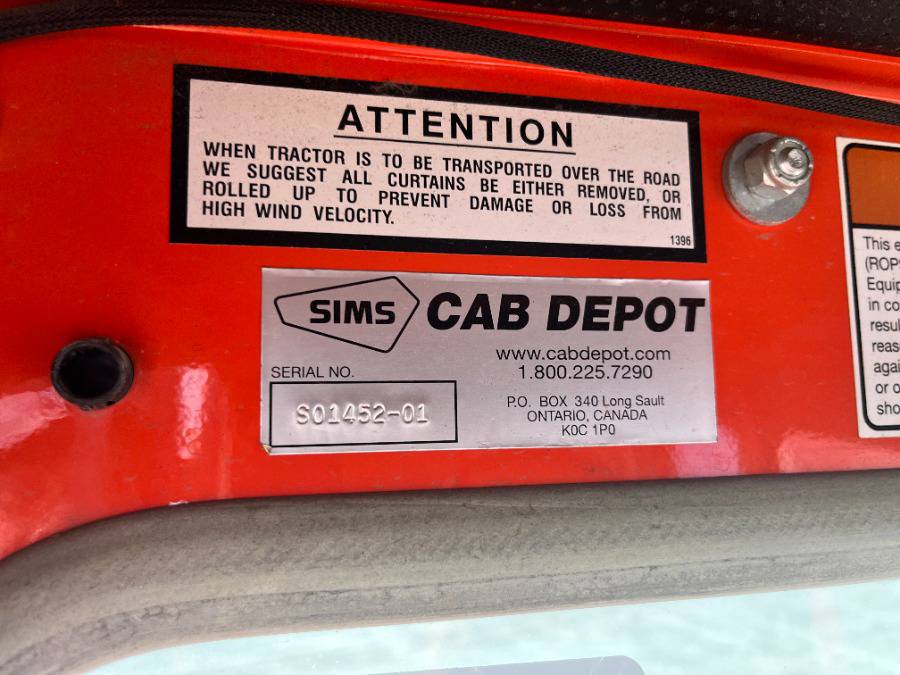 ATTENTION
WHEN TRACTOR IS TO BE TRANSPORTED OVER THE ROAD
WE SUGGEST ALL CURTAINS BE EITHER REMOVED, OR
ROLLED UP TO PREVENT DAMAGE OR LOSS FROM
HIGH WIND VELOCITY.
1396
SIMS CAB DEPOT
www.cabdepot.com
1.800.225.7290
SERIAL NO.
S01452-01
P.O. BOX 340 Long Sault
ONTARIO, CANADA
K0C 1P0
This
(ROP
Equip
in co
resul
reas
agai
or o
sho